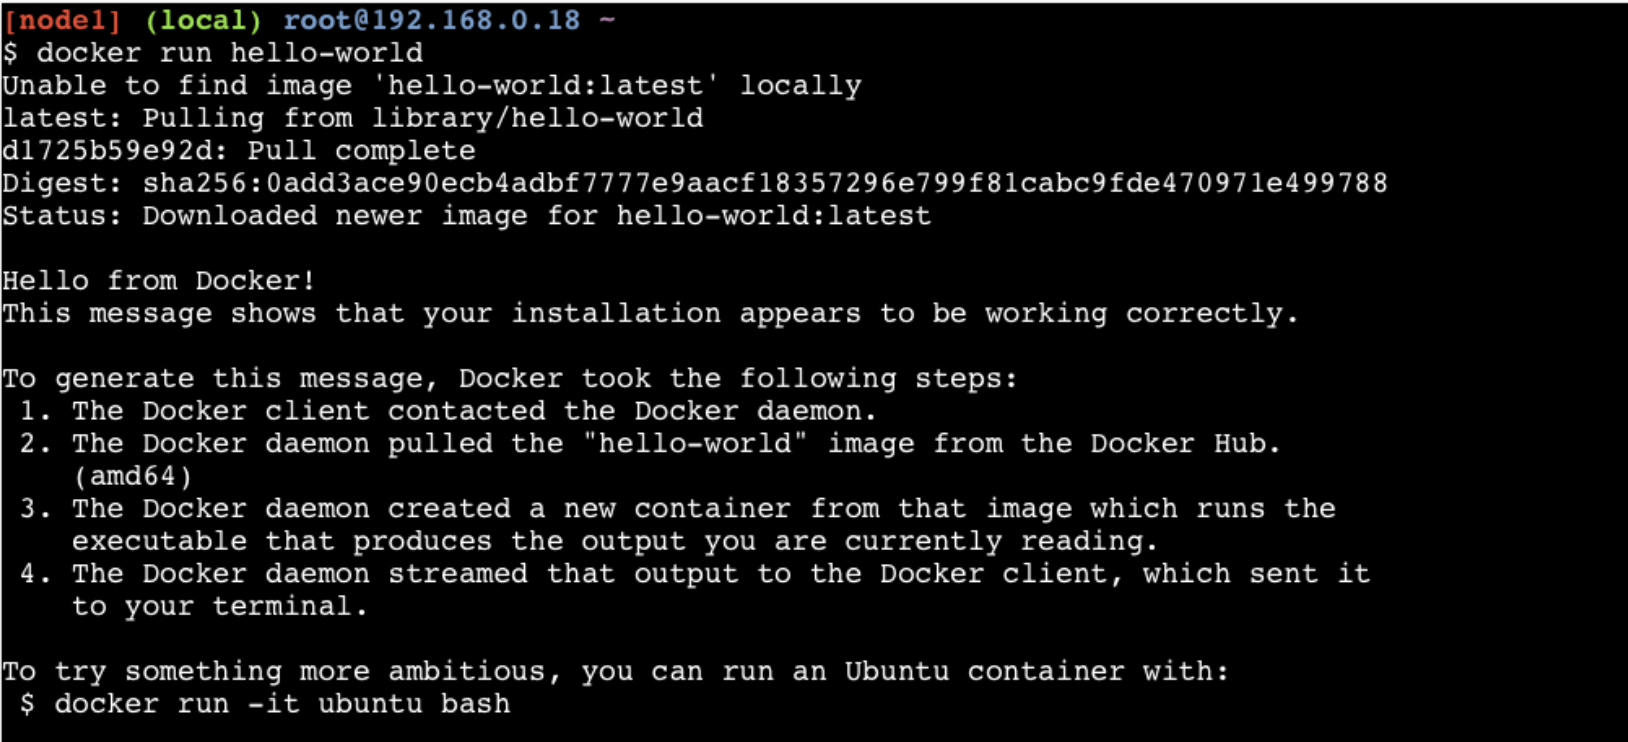 [node1] (local) root@192.168.0.18 ~
$ docker run hello-world
Unable to find image 'hello-world:latest' locally
latest: Pulling from library/hello-world
d1725b59e92d: Pull complete
Digest: sha256:0add3ace90ecb4adbf7777e9aacf18357296e799f81cabc9fde470971e499788
Status: Downloaded newer image for hello-world:latest

Hello from Docker!
This message shows that your installation appears to be working correctly.

To generate this message, Docker took the following steps:
 1. The Docker client contacted the Docker daemon.
 2. The Docker daemon pulled the "hello-world" image from the Docker Hub.
    (amd64)
 3. The Docker daemon created a new container from that image which runs the
    executable that produces the output you are currently reading.
 4. The Docker daemon streamed that output to the Docker client, which sent it
    to your terminal.

To try something more ambitious, you can run an Ubuntu container with:
 $ docker run -it ubuntu bash